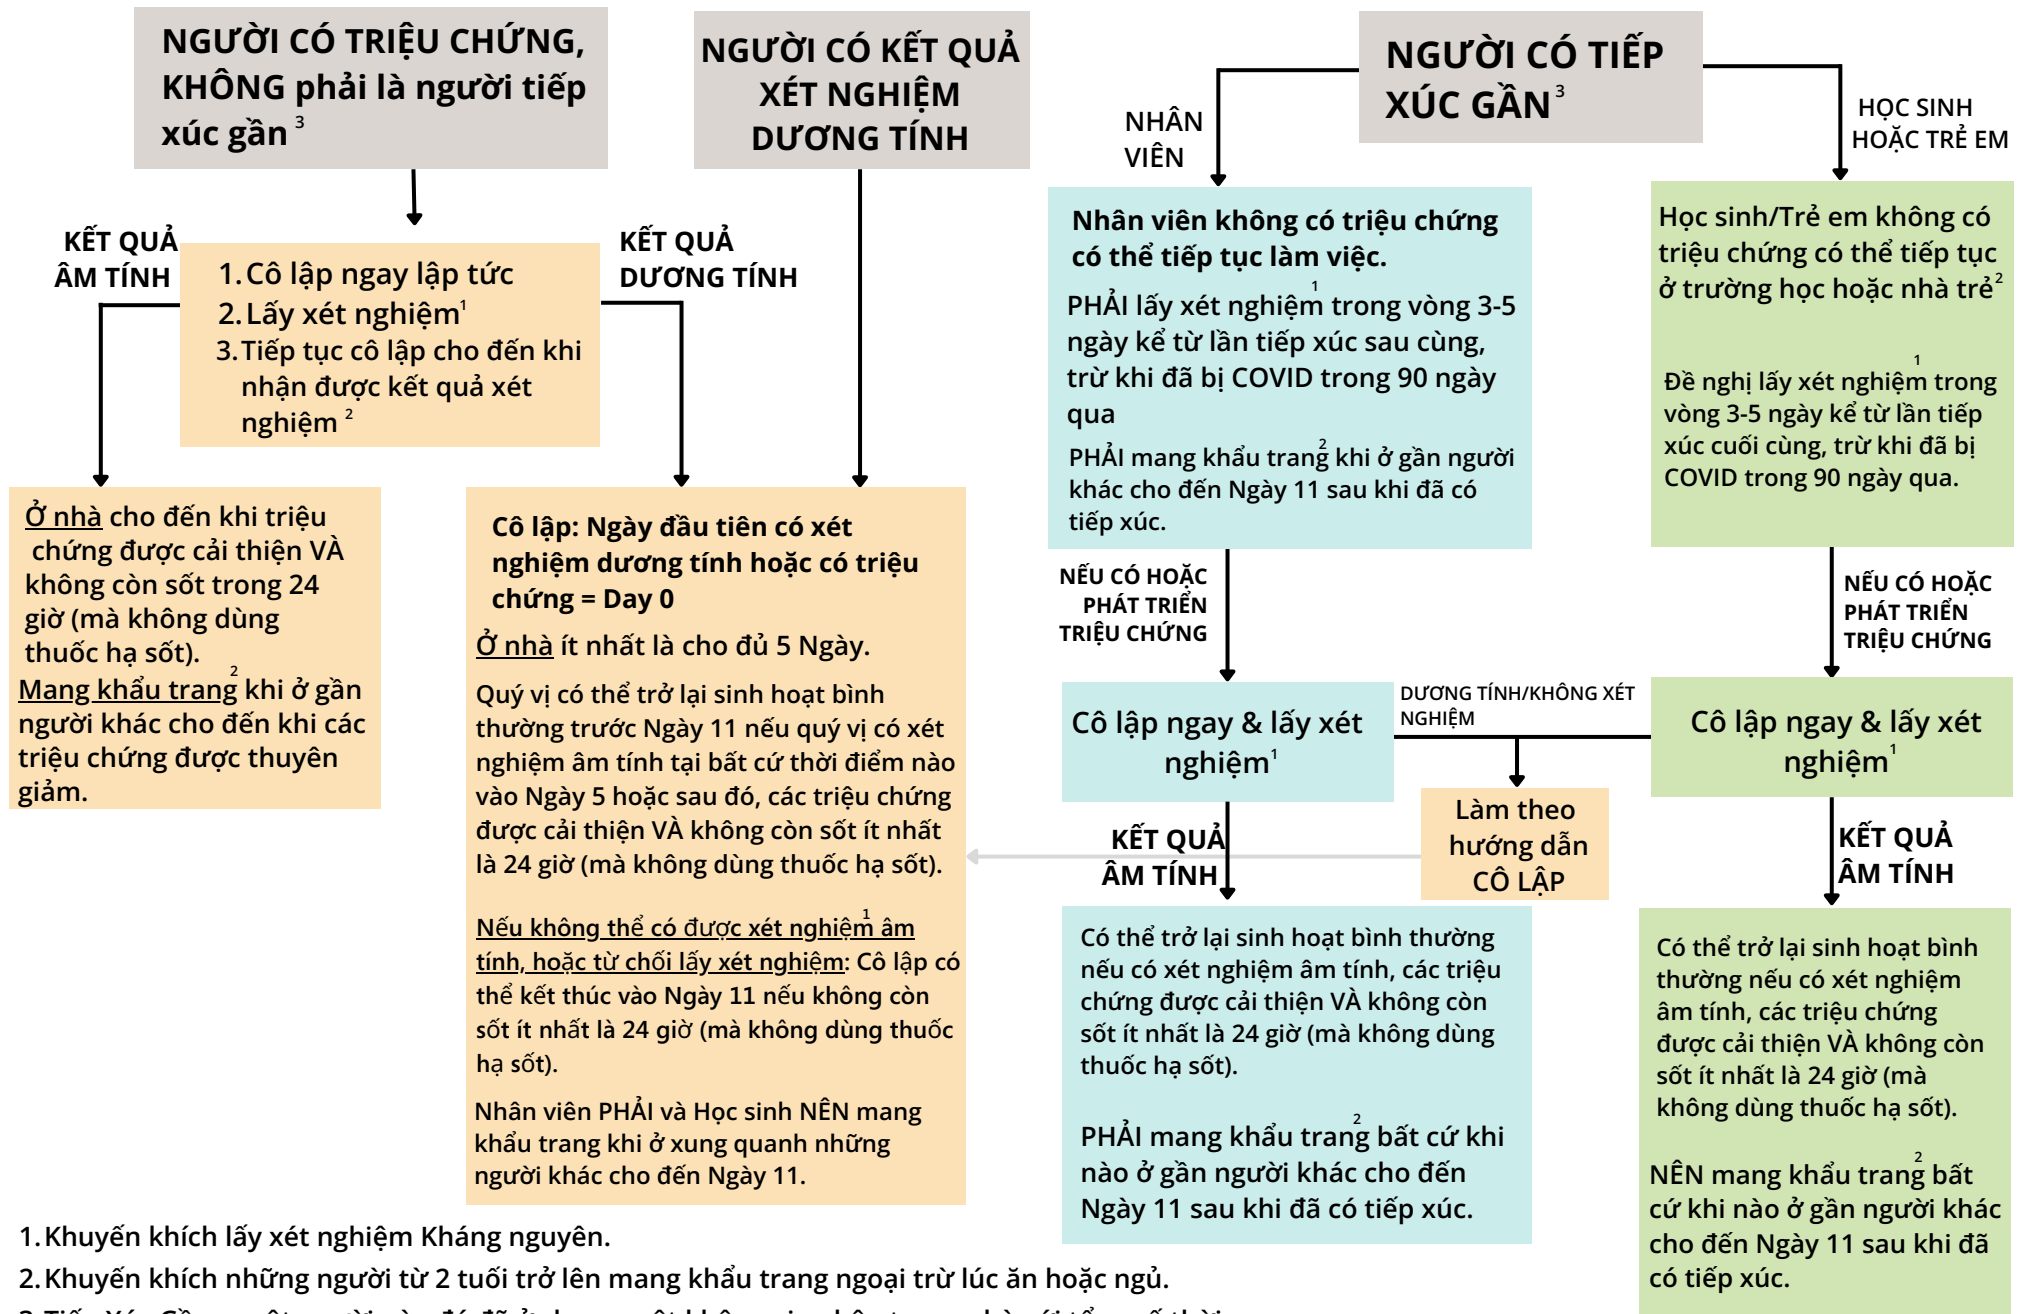 NGƯỜI CÓ TRIỆU CHỨNG,
KHÔNG phải là người tiếp
xúc gần 3
NGƯỜI CÓ KẾT QUẢ
XÉT NGHIỆM
DƯƠNG TÍNH
NGƯỜI CÓ TIẾP
XÚC GẦN 3
NHÂN
VIÊN
HỌC SINH
HOẶC TRẺ EM
KẾT QUẢ
ÂM TÍNH
1. Cô lập ngay lập tức
2. Lấy xét nghiệm1
3. Tiếp tục cô lập cho đến khi
nhận được kết quả xét
nghiệm 2
KẾT QUẢ
DƯƠNG TÍNH
Ở nhà cho đến khi triệu
chứng được cải thiện VÀ
không còn sốt trong 24
giờ (mà không dùng
thuốc hạ sốt).
Mang khẩu trang2 khi ở gần
người khác cho đến khi các
triệu chứng được thuyên
giảm.
Cô lập: Ngày đầu tiên có xét
nghiệm dương tính hoặc có triệu
chứng = Day 0
Ở nhà ít nhất là cho đủ 5 Ngày.
Quý vị có thể trở lại sinh hoạt bình
thường trước Ngày 11 nếu quý vị có xét
nghiệm âm tính tại bất cứ thời điểm nào
vào Ngày 5 hoặc sau đó, các triệu chứng
được cải thiện VÀ không còn sốt ít nhất
là 24 giờ (mà không dùng thuốc hạ sốt).
Nếu không thể có được xét nghiệm1 âm
tính, hoặc từ chối lấy xét nghiệm: Cô lập có
thể kết thúc vào Ngày 11 nếu không còn
sốt ít nhất là 24 giờ (mà không dùng thuốc
hạ sốt).
Nhân viên PHẢI và Học sinh NÊN mang
khẩu trang khi ở xung quanh những
người khác cho đến Ngày 11.
Nhân viên không có triệu chứng
có thể tiếp tục làm việc.
PHẢI lấy xét nghiệm1 trong vòng 3-5
ngày kể từ lần tiếp xúc sau cùng,
trừ khi đã bị COVID trong 90 ngày
qua
PHẢI mang khẩu trang2 khi ở gần người
khác cho đến Ngày 11 sau khi đã có
tiếp xúc.
NẾU CÓ HOẶC
PHÁT TRIỂN
TRIỆU CHỨNG
Cô lập ngay & lấy xét
nghiệm1
KẾT QUẢ
ÂM TÍNH
Có thể trở lại sinh hoạt bình thường
nếu có xét nghiệm âm tính, các triệu
chứng được cải thiện VÀ không còn
sốt ít nhất là 24 giờ (mà không dùng
thuốc hạ sốt).
PHẢI mang khẩu trang2 bất cứ khi
nào ở gần người khác cho đến
Ngày 11 sau khi đã có tiếp xúc.
DƯƠNG TÍNH/KHÔNG XÉT
NGHIỆM
Làm theo
hướng dẫn
CÔ LẬP
Học sinh/Trẻ em không có
triệu chứng có thể tiếp tục
ở trường học hoặc nhà trẻ2
Đề nghị lấy xét nghiệm1 trong
vòng 3-5 ngày kể từ lần tiếp
xúc cuối cùng, trừ khi đã bị
COVID trong 90 ngày qua.
NẾU CÓ HOẶC
PHÁT TRIỂN
TRIỆU CHỨNG
Cô lập ngay & lấy xét
nghiệm1
KẾT QUẢ
ÂM TÍNH
Có thể trở lại sinh hoạt bình
thường nếu có xét nghiệm
âm tính, các triệu chứng
được cải thiện VÀ không còn
sốt ít nhất là 24 giờ (mà
không dùng thuốc hạ sốt).
NÊN mang khẩu trang2 bất
cứ khi nào ở gần người khác
cho đến Ngày 11 sau khi đã
có tiếp xúc.
1. Khuyến khích lấy xét nghiệm Kháng nguyên.
2. Khuyến khích những người từ 2 tuổi trở lên mang khẩu trang ngoại trừ lúc ăn hoặc ngủ.